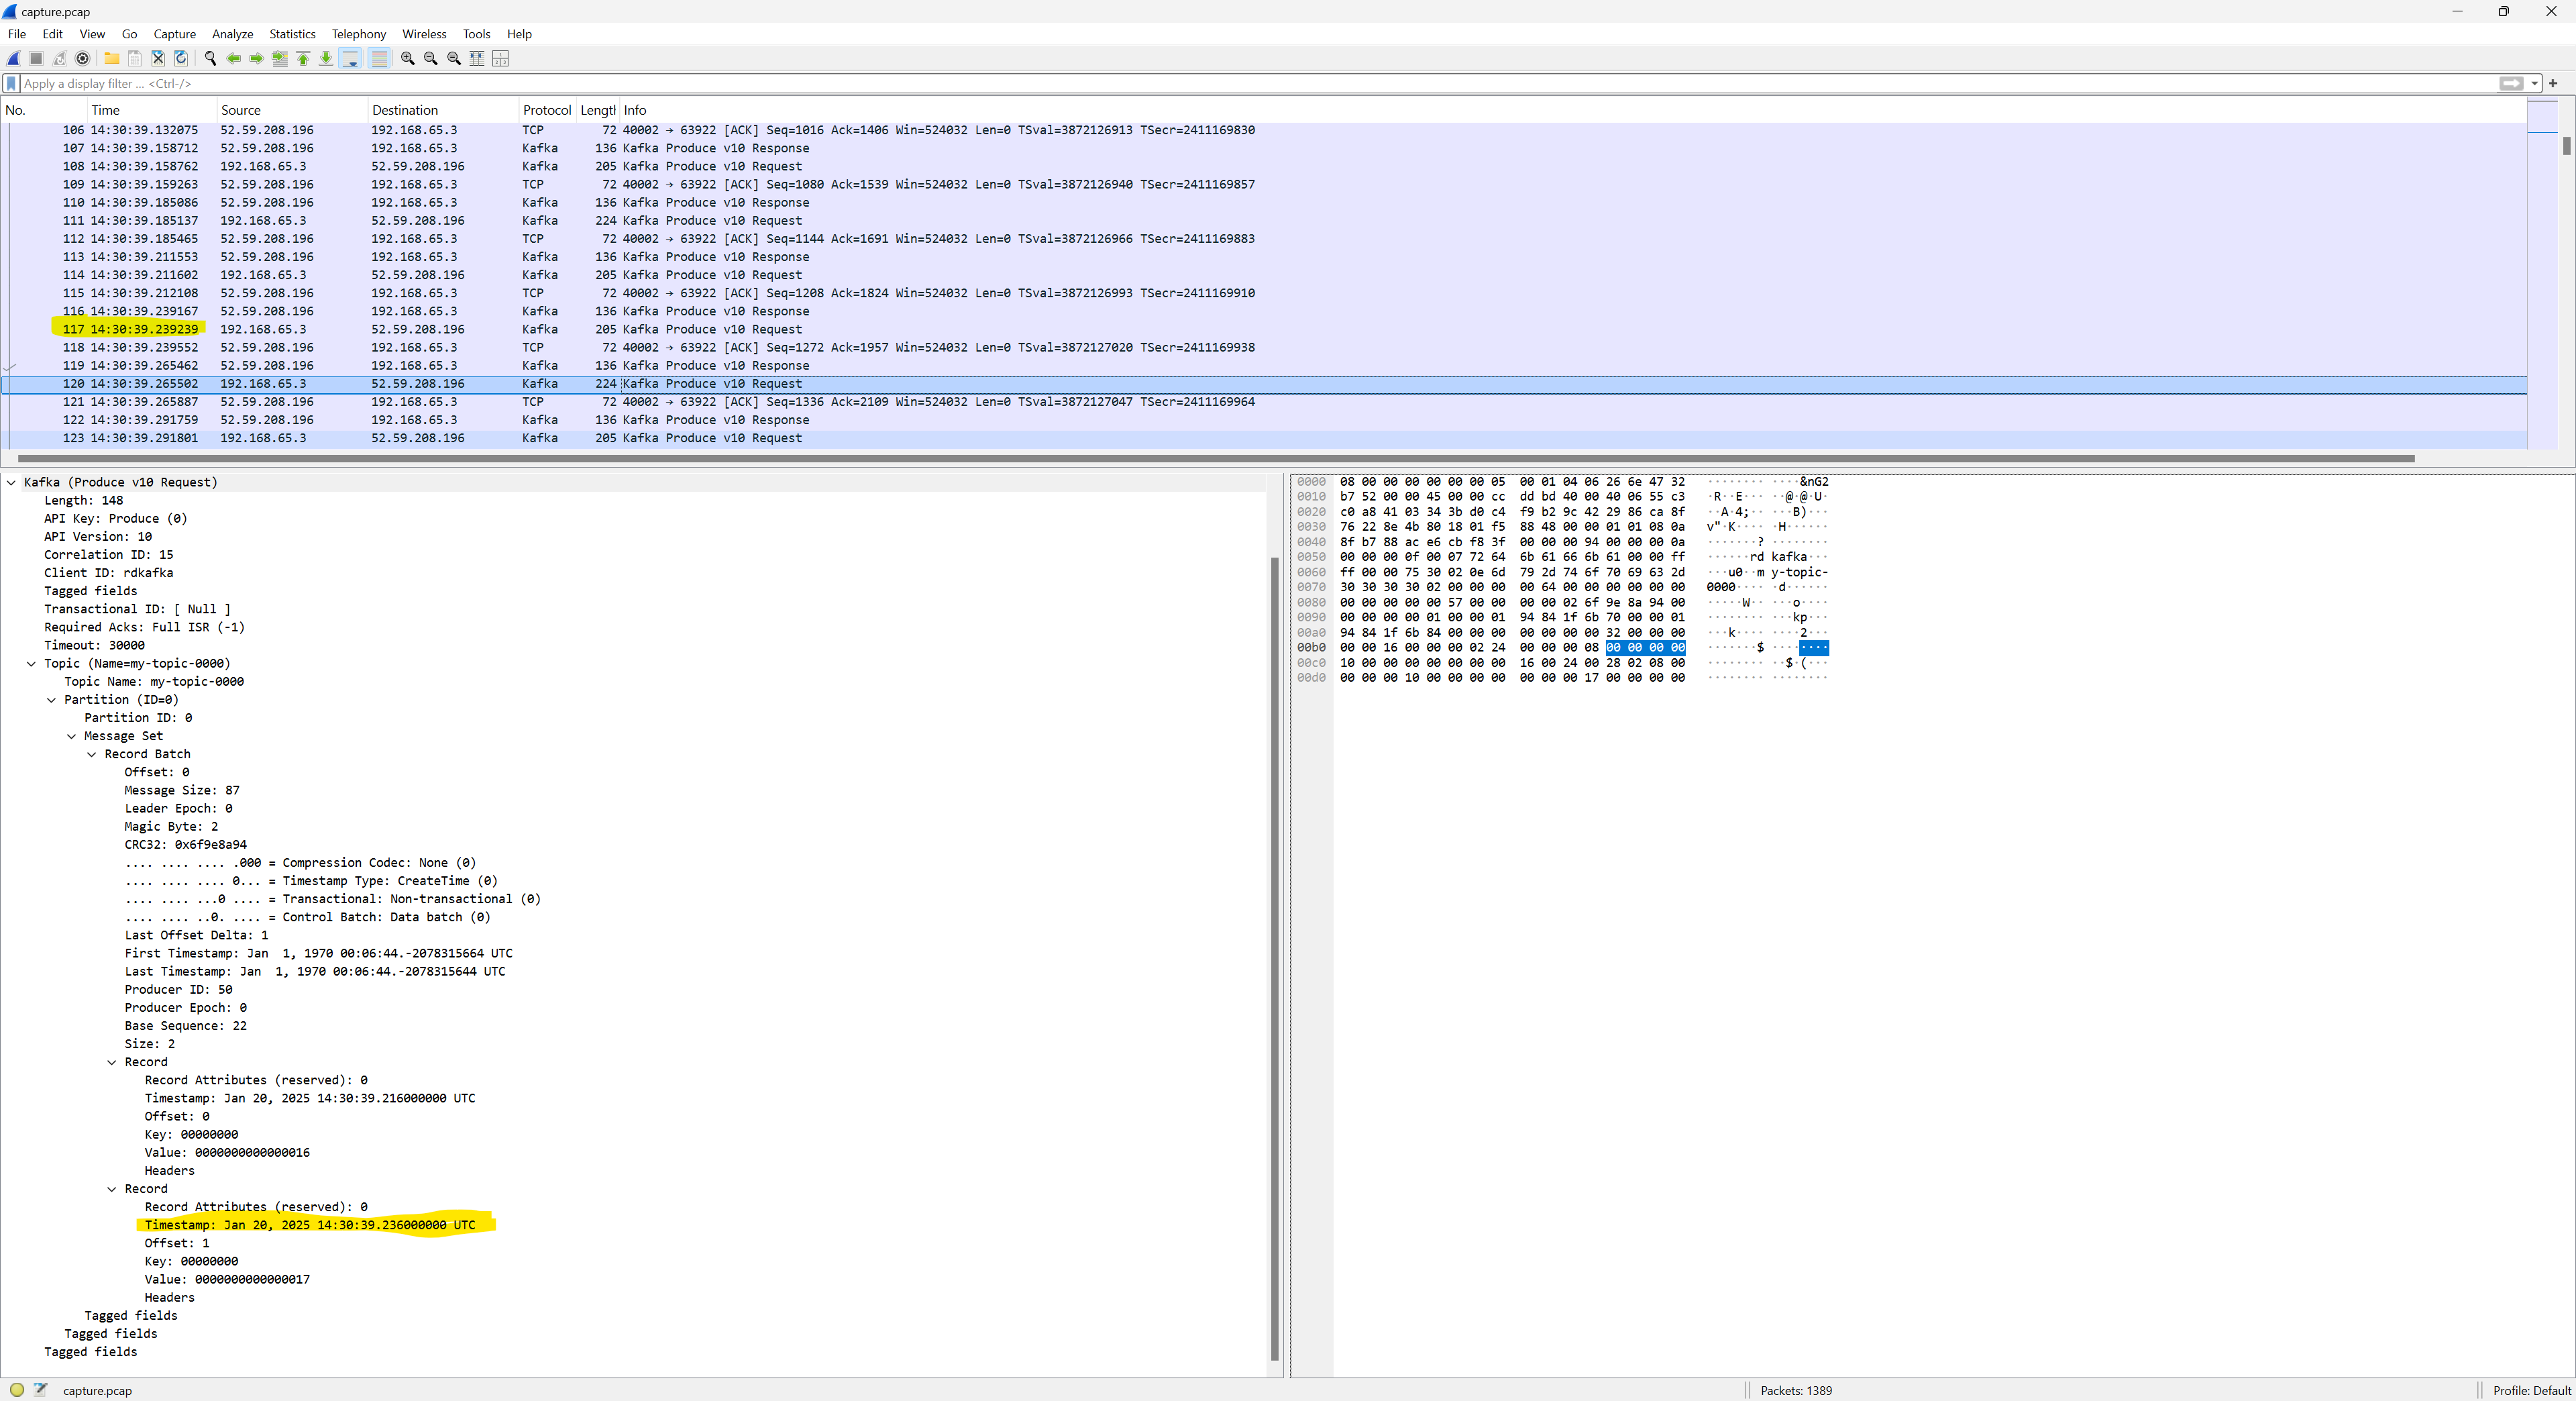 capture.pcap
File Edit View Go Capture Analyze Statistics Telephony Wireless Tools Help
Apply a display filter ... <Ctrl-/>
No. Time Source Destination Protocol Lengtl Info
106 14:30:39.132075 52.59.208.196 192.168.65.3 TCP 72 40002 → 63922 [ACK] Seq=1016 Ack=1406 Win=524032 Len=0 TSval=3872126913 TSecr=2411169830
107 14:30:39.158712 52.59.208.196 192.168.65.3 Kafka 136 Kafka Produce v10 Response
108 14:30:39.158762 192.168.65.3 52.59.208.196 Kafka 205 Kafka Produce v10 Request
109 14:30:39.159263 52.59.208.196 192.168.65.3 TCP 72 40002 → 63922 [ACK] Seq=1080 Ack=1539 Win=524032 Len=0 TSval=3872126940 TSecr=2411169857
110 14:30:39.185086 52.59.208.196 192.168.65.3 Kafka 136 Kafka Produce v10 Response
111 14:30:39.185137 192.168.65.3 52.59.208.196 Kafka 224 Kafka Produce v10 Request
112 14:30:39.185465 52.59.208.196 192.168.65.3 TCP 72 40002 → 63922 [ACK] Seq=1144 Ack=1691 Win=524032 Len=0 TSval=3872126966 TSecr=2411169883
113 14:30:39.211553 52.59.208.196 192.168.65.3 Kafka 136 Kafka Produce v10 Response
114 14:30:39.211602 192.168.65.3 52.59.208.196 Kafka 205 Kafka Produce v10 Request
115 14:30:39.212108 52.59.208.196 192.168.65.3 TCP 72 40002 → 63922 [ACK] Seq=1208 Ack=1824 Win=524032 Len=0 TSval=3872126993 TSecr=2411169910
116 14:30:39.239167 52.59.208.196 192.168.65.3 Kafka 136 Kafka Produce v10 Response
117 14:30:39.239239 192.168.65.3 52.59.208.196 Kafka 205 Kafka Produce v10 Request
118 14:30:39.239552 52.59.208.196 192.168.65.3 TCP 72 40002 → 63922 [ACK] Seq=1272 Ack=1957 Win=524032 Len=0 TSval=3872127020 TSecr=2411169938
119 14:30:39.265462 52.59.208.196 192.168.65.3 Kafka 136 Kafka Produce v10 Response
120 14:30:39.265502 192.168.65.3 52.59.208.196 Kafka 224 Kafka Produce v10 Request
121 14:30:39.265887 52.59.208.196 192.168.65.3 TCP 72 40002 → 63922 [ACK] Seq=1336 Ack=2109 Win=524032 Len=0 TSval=3872127047 TSecr=2411169964
122 14:30:39.291759 52.59.208.196 192.168.65.3 Kafka 136 Kafka Produce v10 Response
123 14:30:39.291801 192.168.65.3 52.59.208.196 Kafka 205 Kafka Produce v10 Request
Kafka (Produce v10 Request)
Length: 148
API Key: Produce (0)
API Version: 10
Correlation ID: 15
Client ID: rdkafka
Tagged fields
Transactional ID: [ Null ]
Required Acks: Full ISR (-1)
Timeout: 30000
Topic (Name=my-topic-0000)
Topic Name: my-topic-0000
Partition (ID=0)
Partition ID: 0
Message Set
Record Batch
Offset: 0
Message Size: 87
Leader Epoch: 0
Magic Byte: 2
CRC32: 0x6f9e8a94
.... .... .... .000 = Compression Codec: None (0)
.... .... .... 0... = Timestamp Type: CreateTime (0)
.... .... ...0 .... = Transactional: Non-transactional (0)
.... .... ..0. .... = Control Batch: Data batch (0)
Last Offset Delta: 1
First Timestamp: Jan  1, 1970 00:06:44.-2078315664 UTC
Last Timestamp: Jan  1, 1970 00:06:44.-2078315644 UTC
Producer ID: 50
Producer Epoch: 0
Base Sequence: 22
Size: 2
Record
Record Attributes (reserved): 0
Timestamp: Jan 20, 2025 14:30:39.216000000 UTC
Offset: 0
Key: 00000000
Value: 0000000000000016
Headers
Record
Record Attributes (reserved): 0
Timestamp: Jan 20, 2025 14:30:39.236000000 UTC
Offset: 1
Key: 00000000
Value: 0000000000000017
Headers
Tagged fields
Tagged fields
Tagged fields
0000 08 00 00 00 00 00 00 05 00 01 04 06 26 6e 47 32 ········ ····&nG2
0010 b7 52 00 00 45 00 00 cc dd bd 40 00 40 06 55 c3 ·R··E··· ··@·@·U·
0020 c0 a8 41 03 34 3b d0 c4 f9 b2 9c 42 29 86 ca 8f ··A·4;·· ···B)···
0030 76 22 8e 4b 80 18 01 f5 88 48 00 00 01 01 08 0a v"·K···· ·H······
0040 8f b7 88 ac e6 cb f8 3f 00 00 00 94 00 00 00 0a ·······? ········
0050 00 00 00 0f 00 07 72 64 6b 61 66 6b 61 00 00 ff ······rd kafka···
0060 ff 00 00 75 30 02 0e 6d 79 2d 74 6f 70 69 63 2d ···u0··m y-topic-
0070 30 30 30 30 02 00 00 00 00 64 00 00 00 00 00 00 0000···· ·d······
0080 00 00 00 00 00 57 00 00 00 00 02 6f 9e 8a 94 00 ·····W·· ···o····
0090 00 00 00 00 01 00 00 01 94 84 1f 6b 70 00 00 01 ········ ···kp···
00a0 94 84 1f 6b 84 00 00 00 00 00 00 00 32 00 00 00 ···k···· ····2···
00b0 00 00 16 00 00 00 02 24 00 00 00 08 00 00 00 00 ·······$ ········
00c0 10 00 00 00 00 00 00 00 16 00 24 00 28 02 08 00 ········ ··$·(···
00d0 00 00 00 10 00 00 00 00 00 00 00 17 00 00 00 00 ········ ········
capture.pcap Packets: 1389 Profile: Default